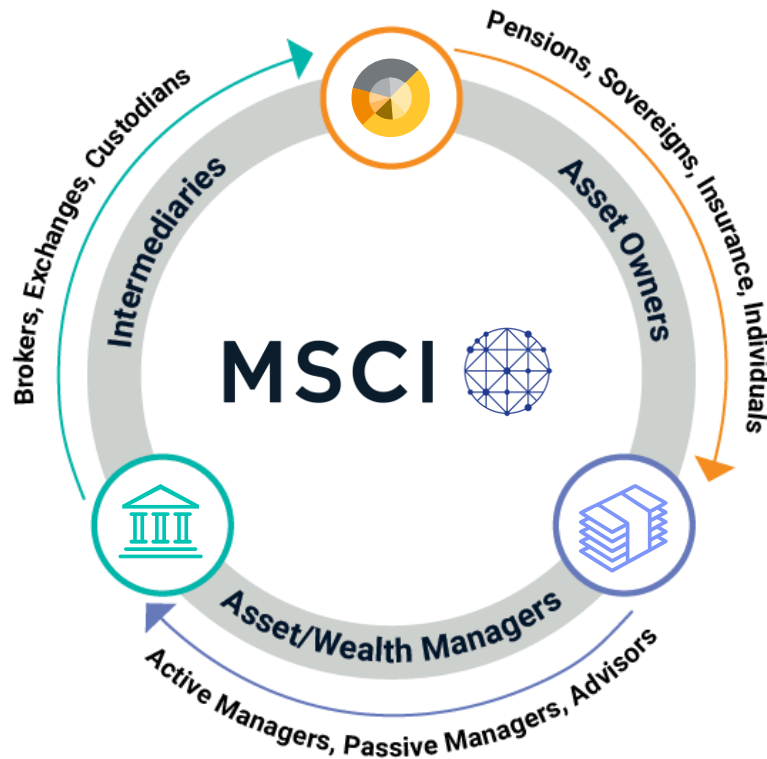 Pensions, Sovereigns, Insurance, Individuals
Brokers, Exchanges, Custodians
Intermediaries
Asset Owners
MSCI
Asset/Wealth Managers
Active Managers, Passive Managers, Advisors